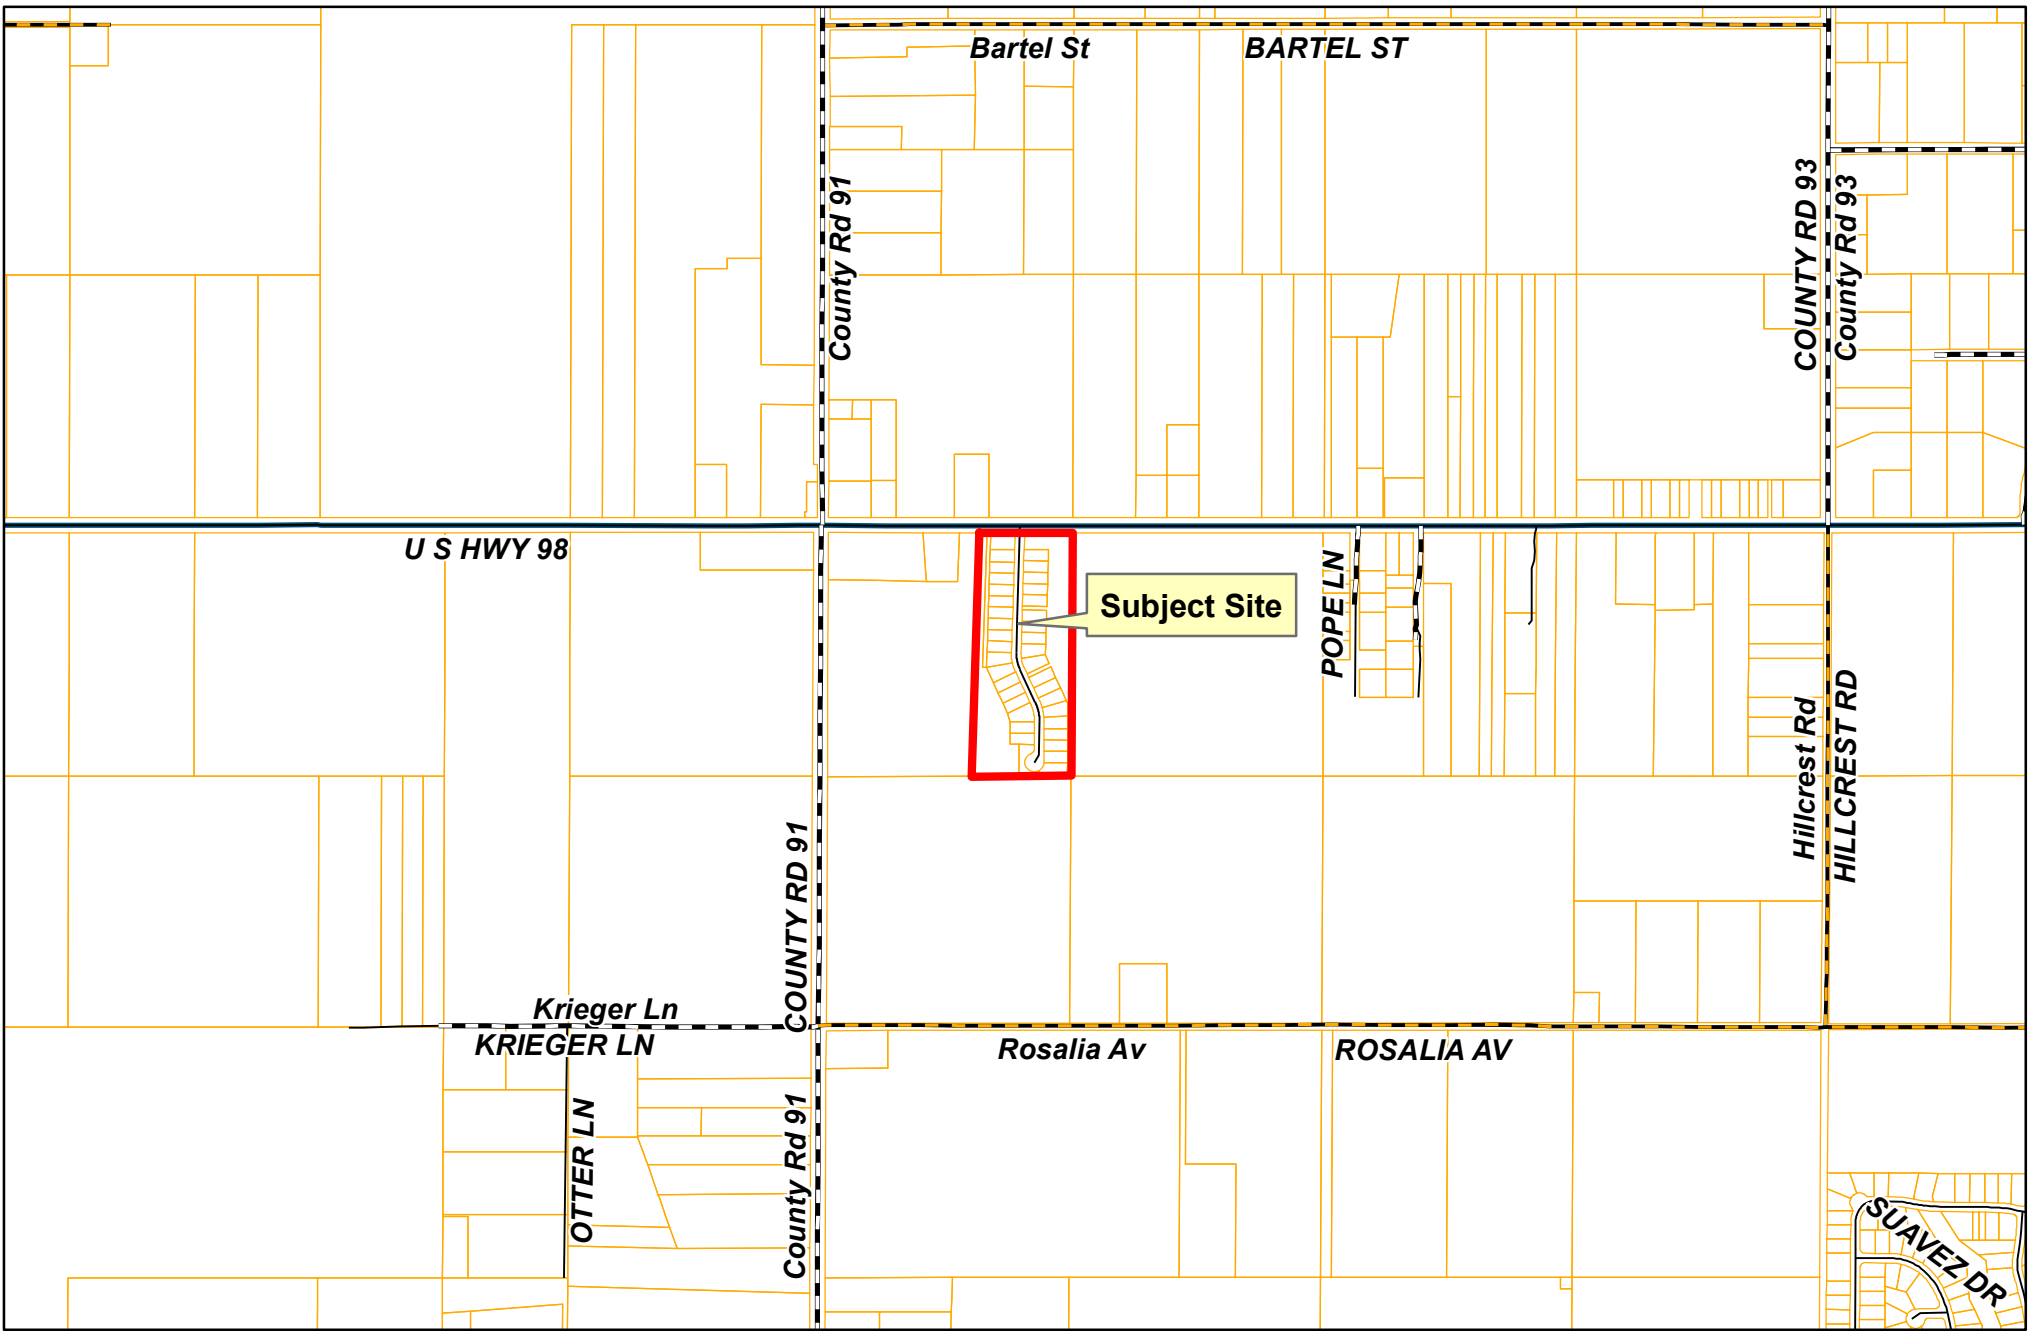 Bartel St
BARTEL ST
County Rd 91
COUNTY RD 93
County Rd 93
U S HWY 98
Subject Site
POPE LN
Hillcrest Rd
HILLCREST RD
COUNTY RD 91
Krieger Ln
KRIEGER LN
Rosalia Av
ROSALIA AV
OTTER LN
County Rd 91
SUAVEZ DR